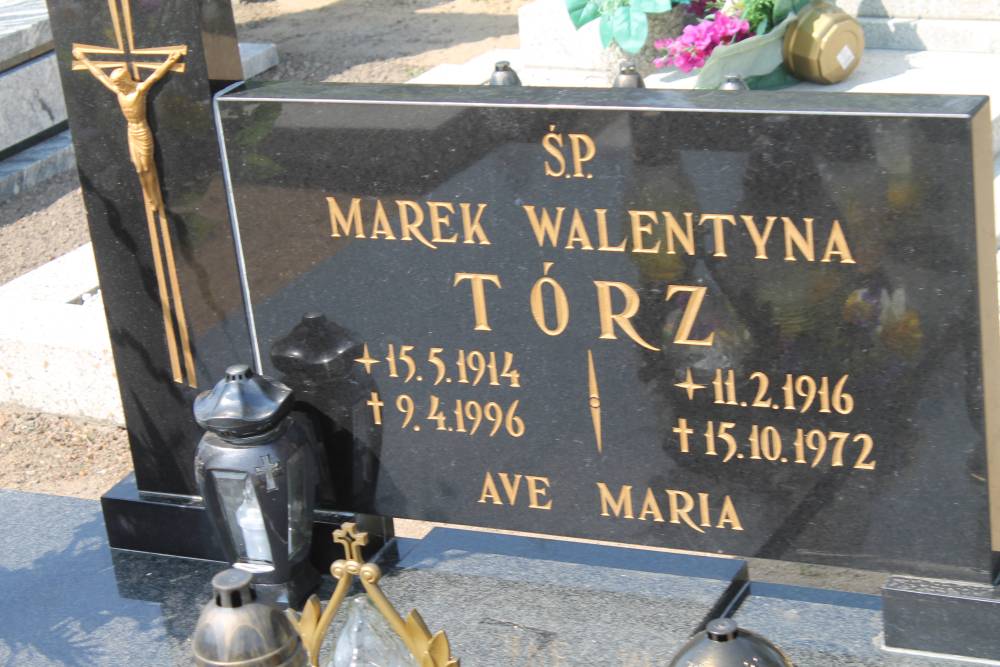 Ś.P.
MAREK WALENTYNA
TÓRZ
15.5.1914 11.2.1916
9.4.1996 15.10.1972
AVE MARIA